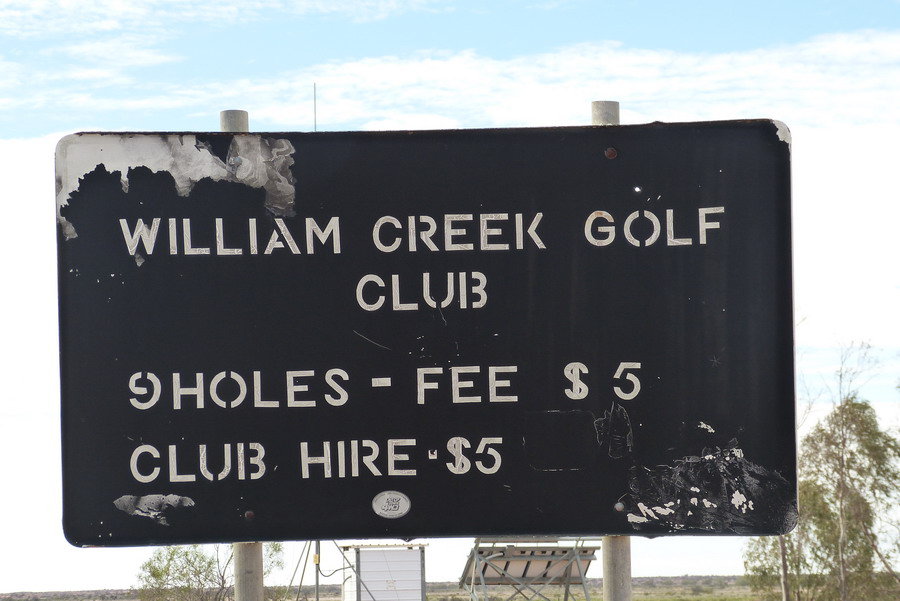 WILLIAM CREEK GOLF
CLUB
9 HOLES - FEE $5
CLUB HIRE - $5